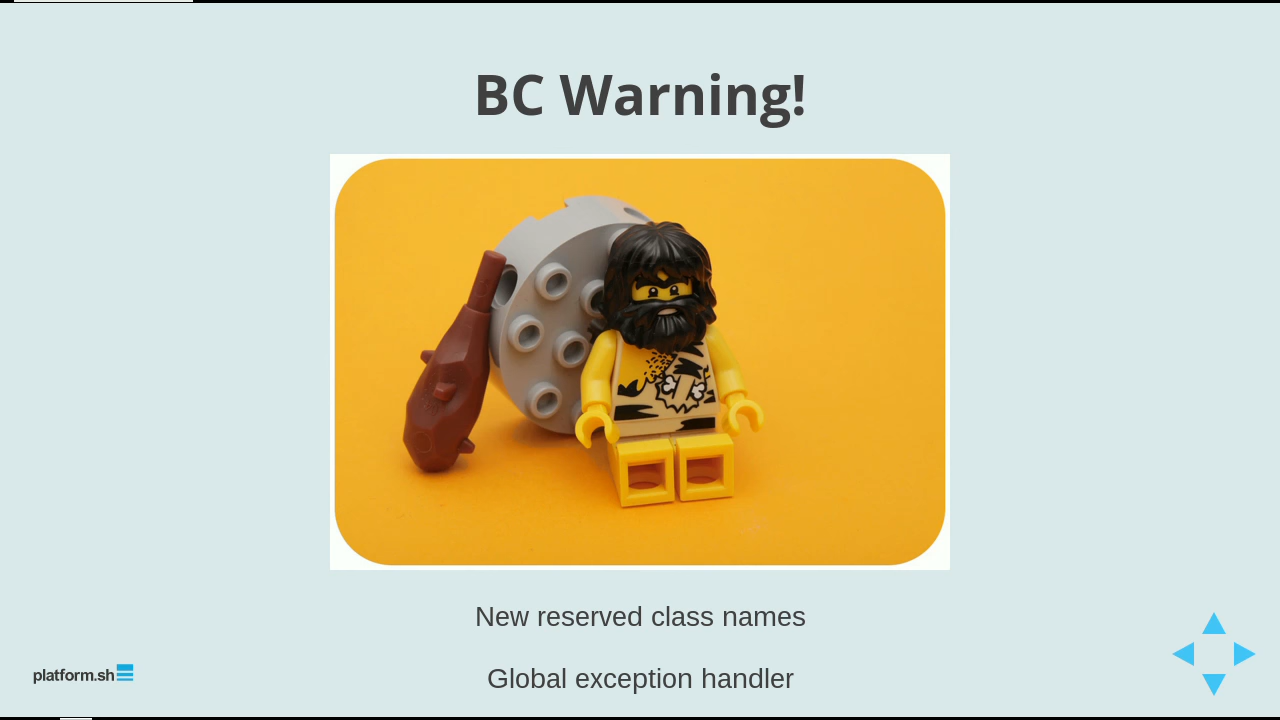 BC Warning!
New reserved class names
platform.sh
Global exception handler